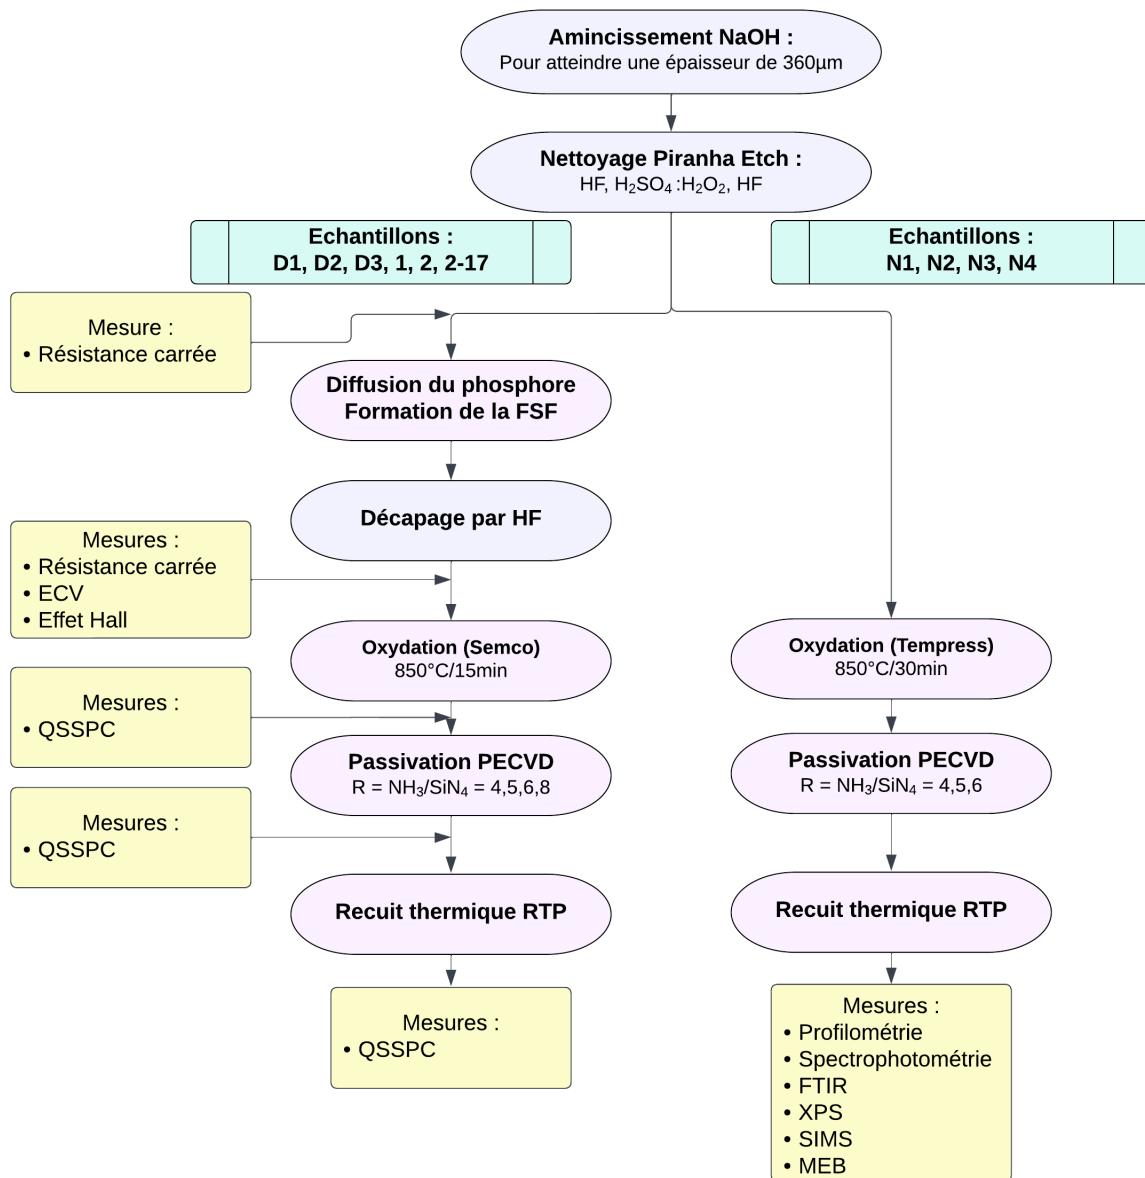 Amincissement NaOH :
Pour atteindre une épaisseur de 360µm
Nettoyage Piranha Etch :
HF, H₂SO₄ :H₂O₂, HF
Echantillons :
D1, D2, D3, 1, 2, 2-17
Echantillons :
N1, N2, N3, N4
Mesure :
• Résistance carrée
Diffusion du phosphore
Formation de la FSF
Décapage par HF
Mesures :
• Résistance carrée
• ECV
• Effet Hall
Oxydation (Semco)
850°C/15min
Oxydation (Tempress)
850°C/30min
Mesures :
• QSSPC
Passivation PECVD
R = NH₃/SiN₄ = 4,5,6,8
Passivation PECVD
R = NH₃/SiN₄ = 4,5,6
Mesures :
• QSSPC
Recuit thermique RTP
Recuit thermique RTP
Mesures :
• QSSPC
Mesures :
• Profilométrie
• Spectrophotométrie
• FTIR
• XPS
• SIMS
• MEB